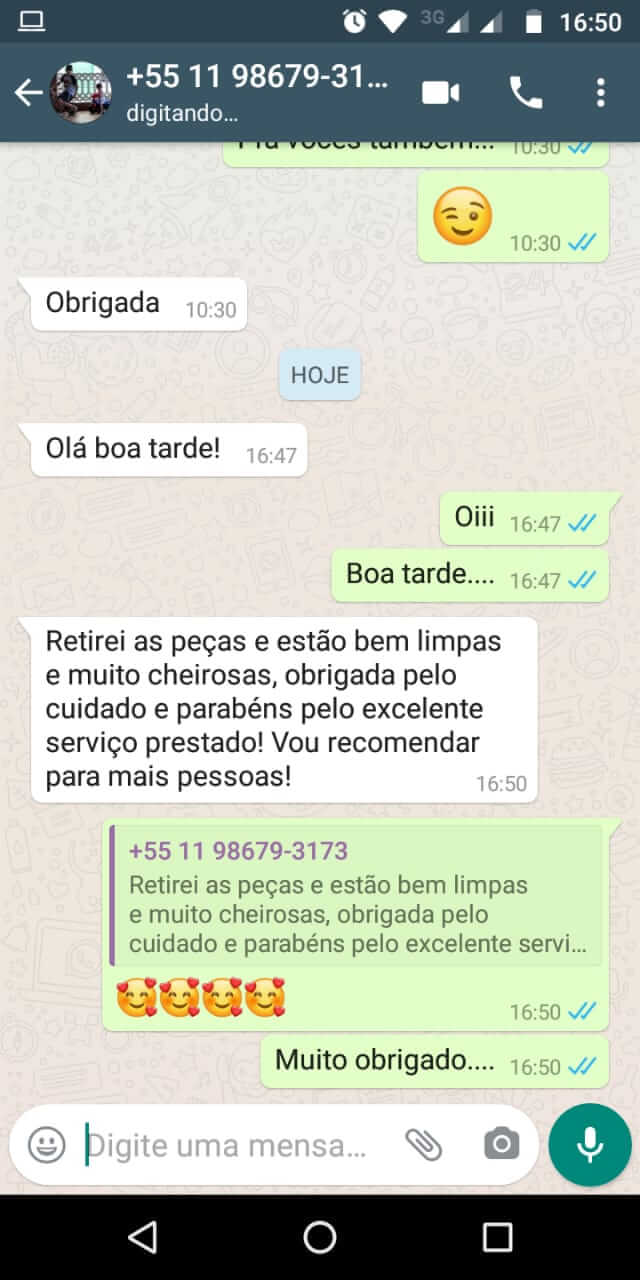 3G 16:50
+55 11 98679-31...
digitando...
Pra vocês também... 10:30
10:30
Obrigada 10:30
HOJE
Olá boa tarde! 16:47
Oiii 16:47
Boa tarde.... 16:47
Retirei as peças e estão bem limpas
e muito cheirosas, obrigada pelo
cuidado e parabéns pelo excelente
serviço prestado! Vou recomendar
para mais pessoas! 16:50
+55 11 98679-3173
Retirei as peças e estão bem limpas
e muito cheirosas, obrigada pelo
cuidado e parabéns pelo excelente servi...
🥰🥰🥰🥰 16:50
Muito obrigado.... 16:50
Digite uma mensa...